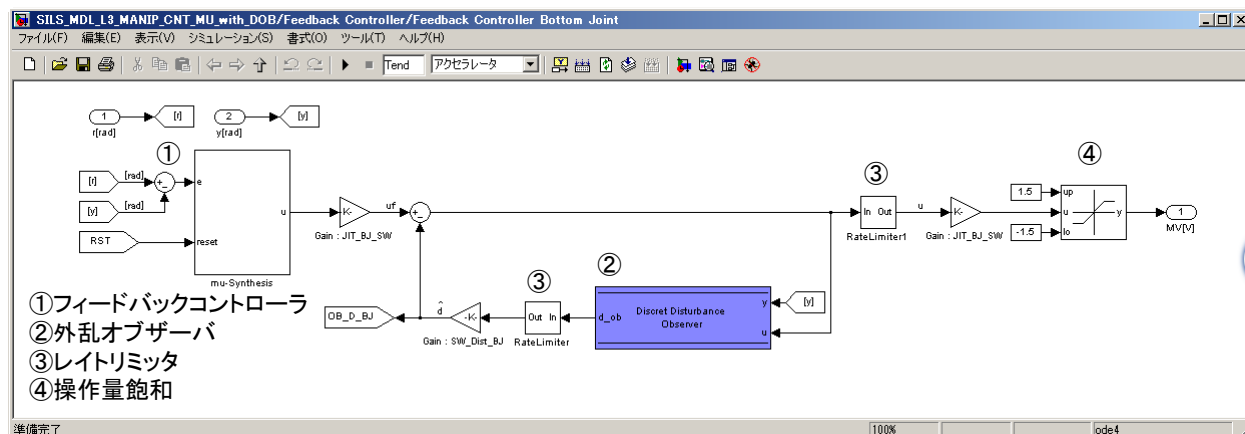 SILS_MDL_L3_MANIP_CNT_MU_with_DOB/Feedback Controller/Feedback Controller Bottom Joint
ファイル(F) 編集(E) 表示(V) シミュレーション(S) 書式(O) ツール(T) ヘルプ(H)
Tend アクセラレータ
1 [r] 2 [y]
r[rad] y[rad]
① ④
[r] [rad] e 1.5 up
③
[y] [rad] u K- uf In Out u K- u y 1
Gain : JIT_BJ_SW RateLimiter1 Gain : JIT_BJ_SW -1.5 lo MV[V]
RST reset
mu-Synthesis
③ ②
①フィードバックコントローラ
②外乱オブザーバ
③レイトリミッタ
④操作量飽和
OB_D_BJ ^d -K- Out In d_ob Discret Disturbance Observer y [y]
u
Gain : SW_Dist_BJ RateLimiter
準備完了 100% ode4